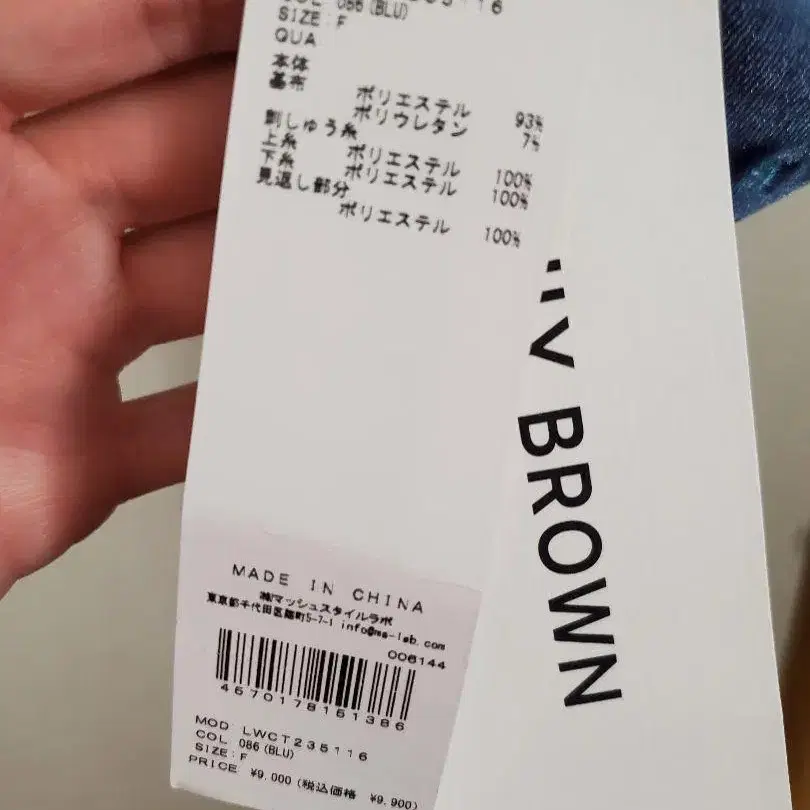 COL 086(BLU)
SIZE:F
QUA
本体
基布
ポリエステル 93%
ポリウレタン 7%
刺しゅう糸
上糸 ポリエステル 100%
下糸 ポリエステル 100%
見返し部分
ポリエステル 100%
BROWN
MADE IN CHINA
㈱マッシュスタイルラボ
東京都千代田区麹町5-7-1 info@ms-lab.com
006144
4670178151386
MOD LWCT235116
COL 086(BLU)
SIZE:F
PRICE ¥9,000 (税込価格 ¥9,900)